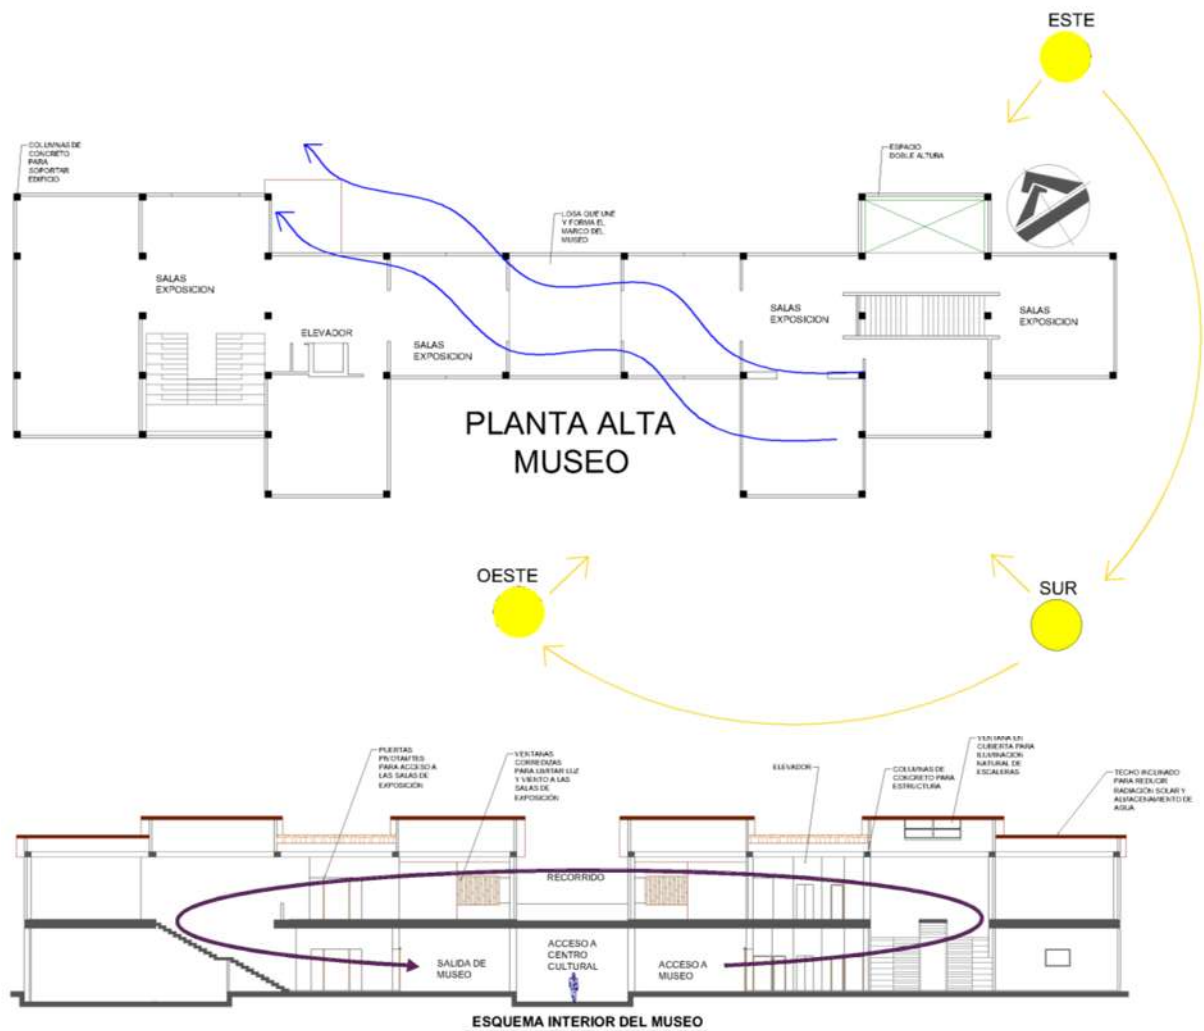 ESTE
COLUMNAS DE
CONCRETO
PARA
SOPORTAR
EDIFICIO
ESPACIO
DOBLE ALTURA
LOSA QUE UNE
Y FORMA EL
MARCO DEL
MUSEO
SALAS
EXPOSICION
ELEVADOR
SALAS
EXPOSICION
SALAS
EXPOSICION
SALAS
EXPOSICION
PLANTA ALTA
MUSEO
OESTE
SUR
PUERTAS
PIVOTANTES
PARA ACCESO A
LAS SALAS DE
EXPOSICIÓN
VENTANAS
CORREDIZAS
PARA LIMITAR LUZ
Y VIENTO A LAS
SALAS DE
EXPOSICIÓN
ELEVADOR
COLUMNAS DE
CONCRETO PARA
ESTRUCTURA
VENTANA EN
CUBIERTA PARA
ILUMINACION
NATURAL DE
ESCALERAS
TECHO INCLINADO
PARA REDUCIR
RADIACIÓN SOLAR Y
ALMACENAMIENTO DE
AGUA
RECORRIDO
SALIDA DE
MUSEO
ACCESO A
CENTRO
CULTURAL
ACCESO A
MUSEO
ESQUEMA INTERIOR DEL MUSEO